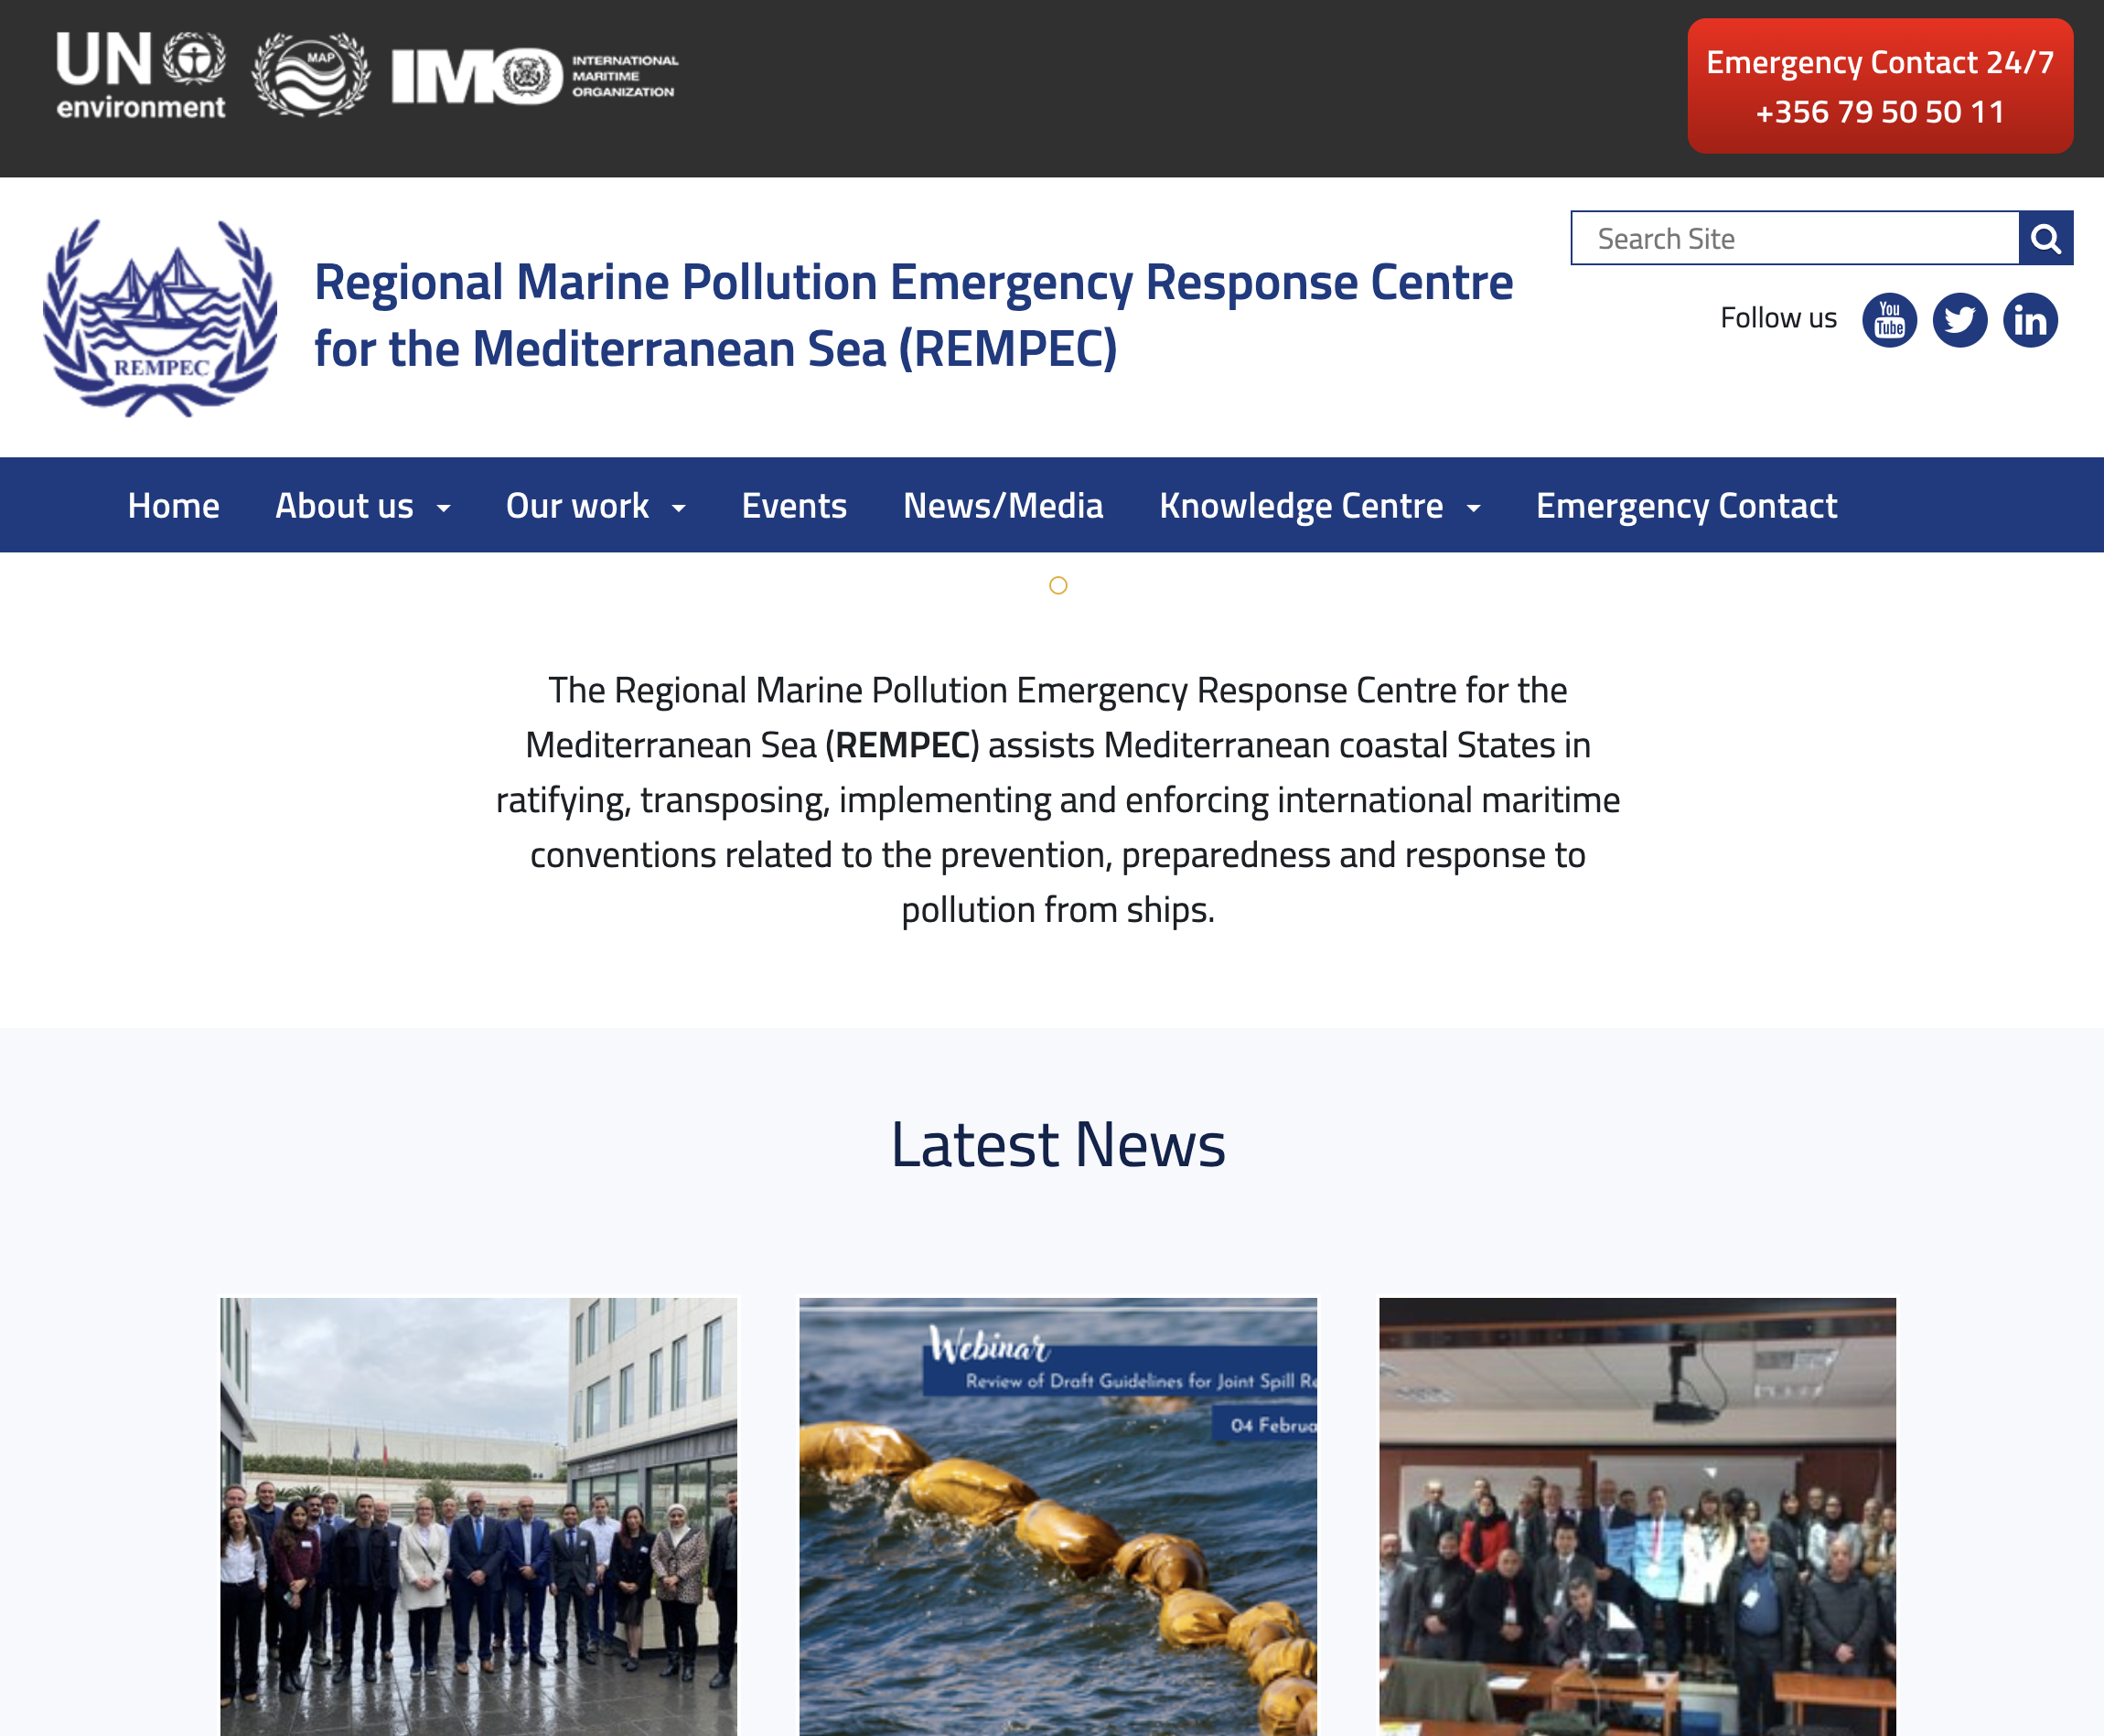 UN
environment
MAP
IMO
INTERNATIONAL
MARITIME
ORGANIZATION
Emergency Contact 24/7
+356 79 50 50 11
REMPEC
Regional Marine Pollution Emergency Response Centre
for the Mediterranean Sea (REMPEC)
Search Site
Follow us
You
Tube
in
Home
About us
Our work
Events
News/Media
Knowledge Centre
Emergency Contact
The Regional Marine Pollution Emergency Response Centre for the
Mediterranean Sea (REMPEC) assists Mediterranean coastal States in
ratifying, transposing, implementing and enforcing international maritime
conventions related to the prevention, preparedness and response to
pollution from ships.
Latest News
Webinar
Review of Draft Guidelines for Joint Spill Re
04 Februa